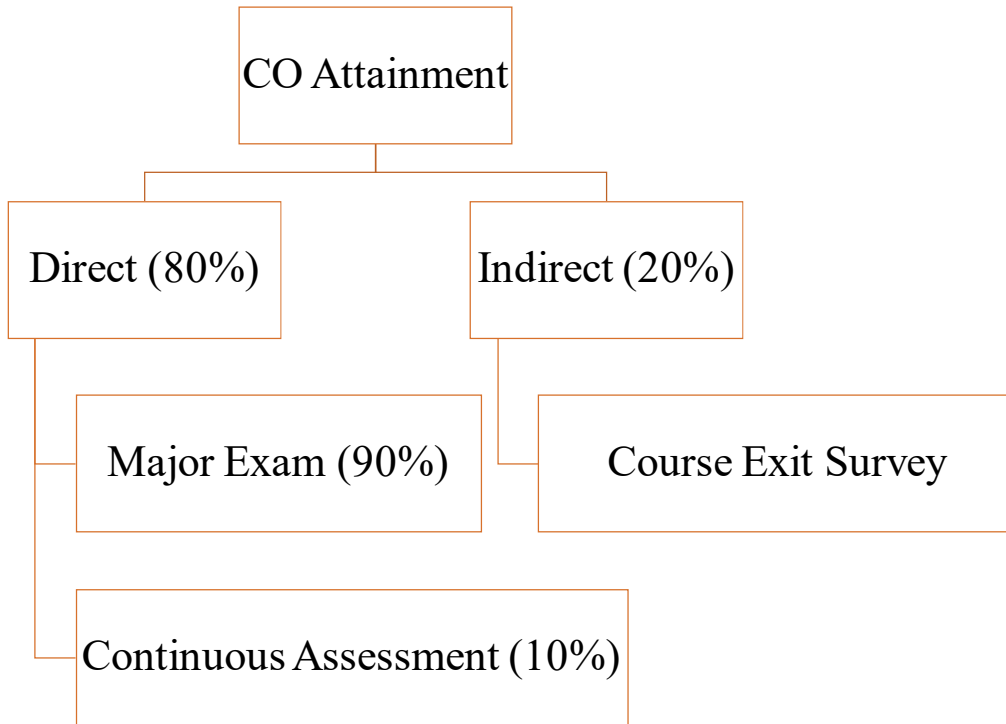 CO Attainment
Direct (80%)
Indirect (20%)
Major Exam (90%)
Course Exit Survey
Continuous Assessment (10%)